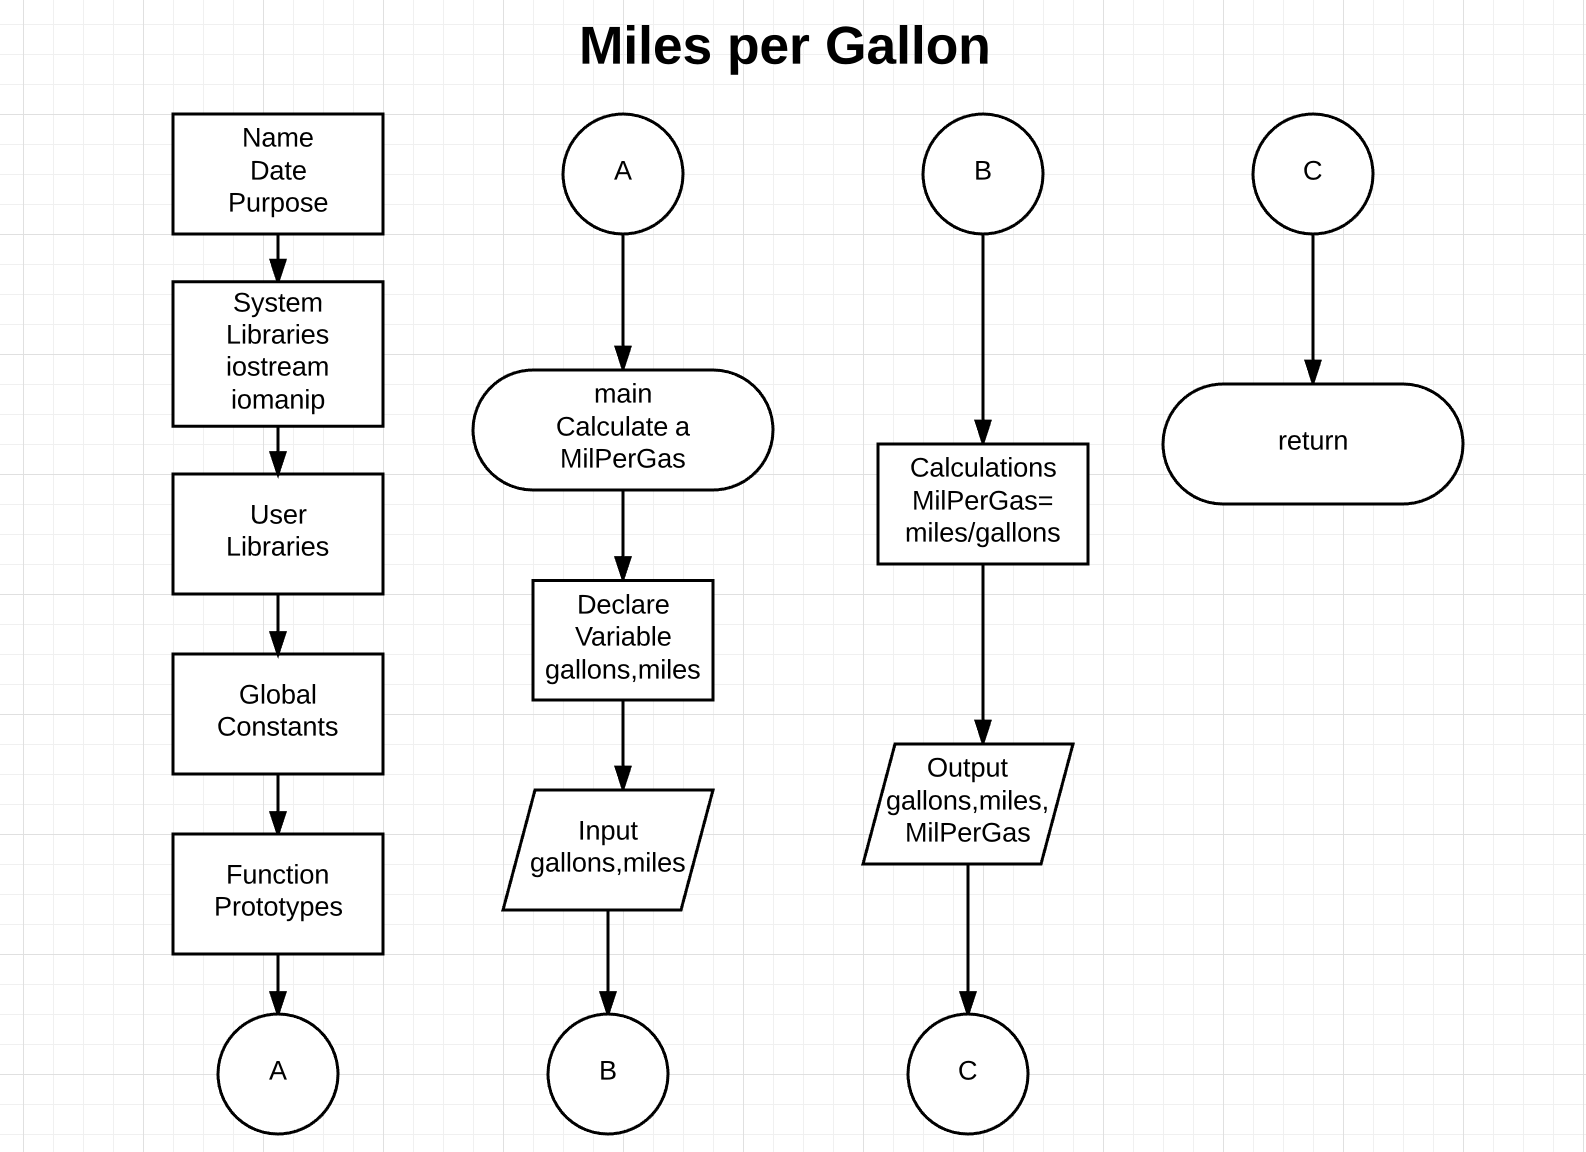 Miles per Gallon
Name
Date
Purpose
System
Libraries
iostream
iomanip
User
Libraries
Global
Constants
Function
Prototypes
A
A
main
Calculate a
MilPerGas
Declare
Variable
gallons,miles
Input
gallons,miles
B
B
Calculations
MilPerGas=
miles/gallons
Output
gallons,miles,
MilPerGas
C
C
return